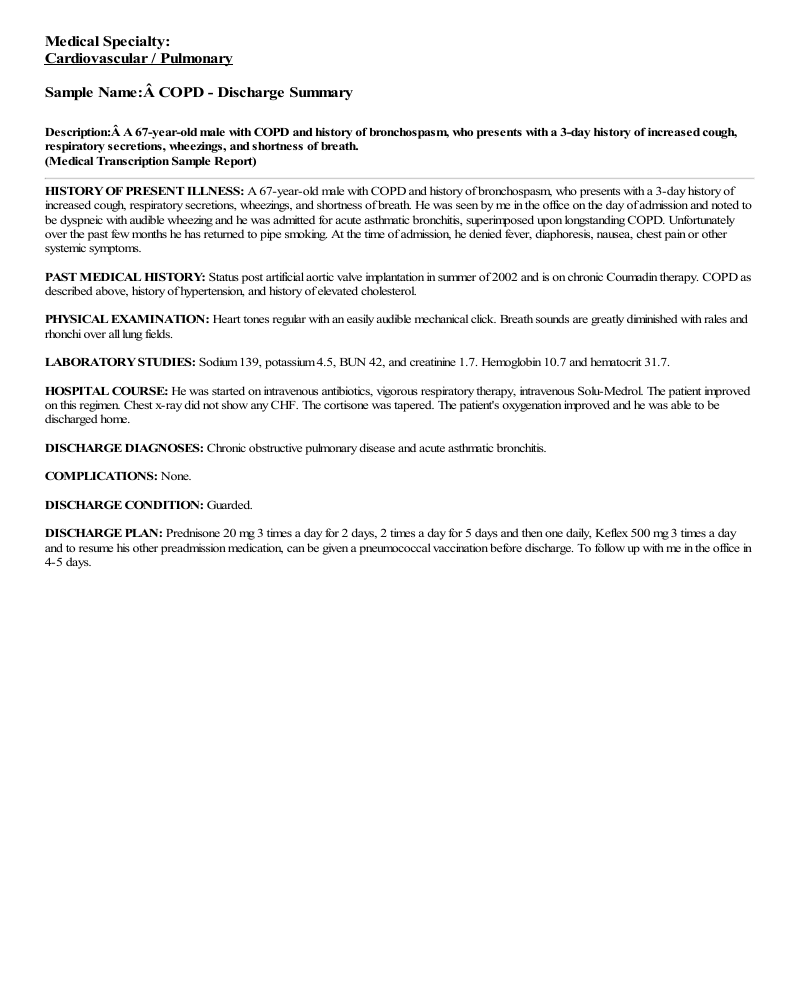 Medical Specialty:
Cardiovascular / Pulmonary
Sample Name:Â COPD - Discharge Summary
Description:Â A 67-year-old male with COPD and history of bronchospasm, who presents with a 3-day history of increased cough,
respiratory secretions, wheezings, and shortness of breath.
(Medical Transcription Sample Report)
HISTORY OF PRESENT ILLNESS: A 67-year-old male with COPD and history of bronchospasm, who presents with a 3-day history of
increased cough, respiratory secretions, wheezings, and shortness of breath. He was seen by me in the office on the day of admission and noted to
be dyspneic with audible wheezing and he was admitted for acute asthmatic bronchitis, superimposed upon longstanding COPD. Unfortunately
over the past few months he has returned to pipe smoking. At the time of admission, he denied fever, diaphoresis, nausea, chest pain or other
systemic symptoms.
PAST MEDICAL HISTORY: Status post artificial aortic valve implantation in summer of 2002 and is on chronic Coumadin therapy. COPD as
described above, history of hypertension, and history of elevated cholesterol.
PHYSICAL EXAMINATION: Heart tones regular with an easily audible mechanical click. Breath sounds are greatly diminished with rales and
rhonchi over all lung fields.
LABORATORY STUDIES: Sodium 139, potassium 4.5, BUN 42, and creatinine 1.7. Hemoglobin 10.7 and hematocrit 31.7.
HOSPITAL COURSE: He was started on intravenous antibiotics, vigorous respiratory therapy, intravenous Solu-Medrol. The patient improved
on this regimen. Chest x-ray did not show any CHF. The cortisone was tapered. The patient's oxygenation improved and he was able to be
discharged home.
DISCHARGE DIAGNOSES: Chronic obstructive pulmonary disease and acute asthmatic bronchitis.
COMPLICATIONS: None.
DISCHARGE CONDITION: Guarded.
DISCHARGE PLAN: Prednisone 20 mg 3 times a day for 2 days, 2 times a day for 5 days and then one daily, Keflex 500 mg 3 times a day
and to resume his other preadmission medication, can be given a pneumococcal vaccination before discharge. To follow up with me in the office in
4-5 days.